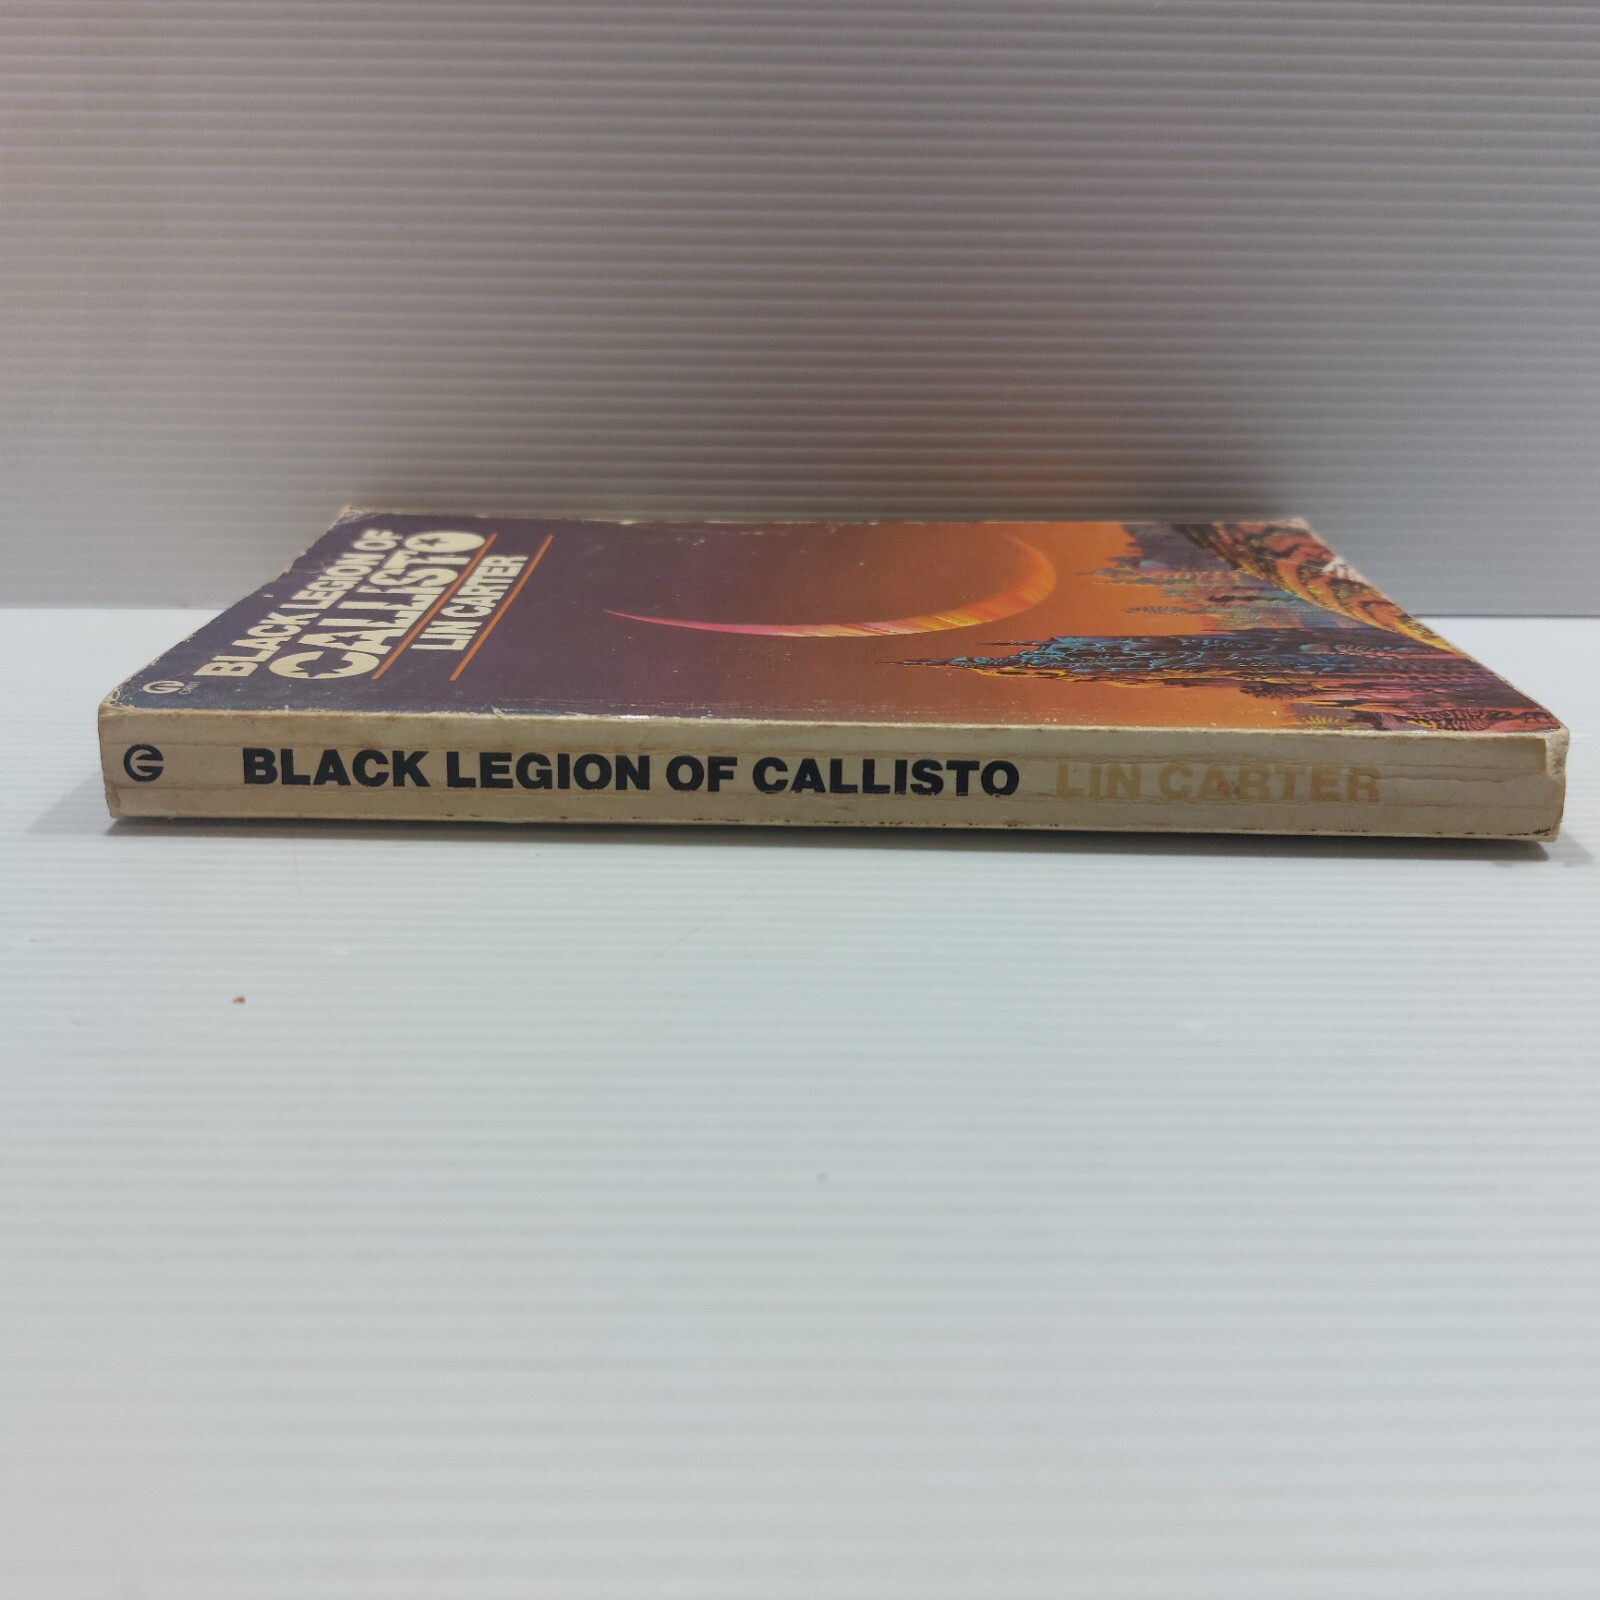 BLACK LEGION OF
CALLISTO
LIN CARTER
BLACK LEGION OF CALLISTO LIN CARTER